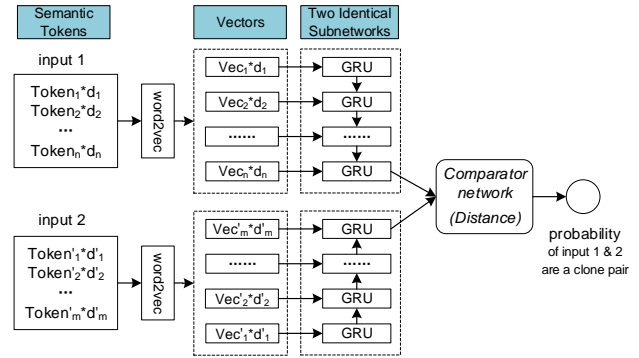 Semantic
Tokens
Vectors
Two Identical
Subnetworks
input 1
Token₁*d₁
Token₂*d₂
...
Tokenₙ*dₙ
word2vec
Vec₁*d₁
Vec₂*d₂
......
Vecₙ*dₙ
GRU
GRU
......
GRU
Comparator
network
(Distance)
probability
of input 1 & 2
are a clone pair
input 2
Token'₁*d'₁
Token'₂*d'₂
...
Token'ₘ*d'ₘ
word2vec
Vec'ₘ*d'ₘ
......
Vec'₂*d'₂
Vec'₁*d'₁
GRU
......
GRU
GRU